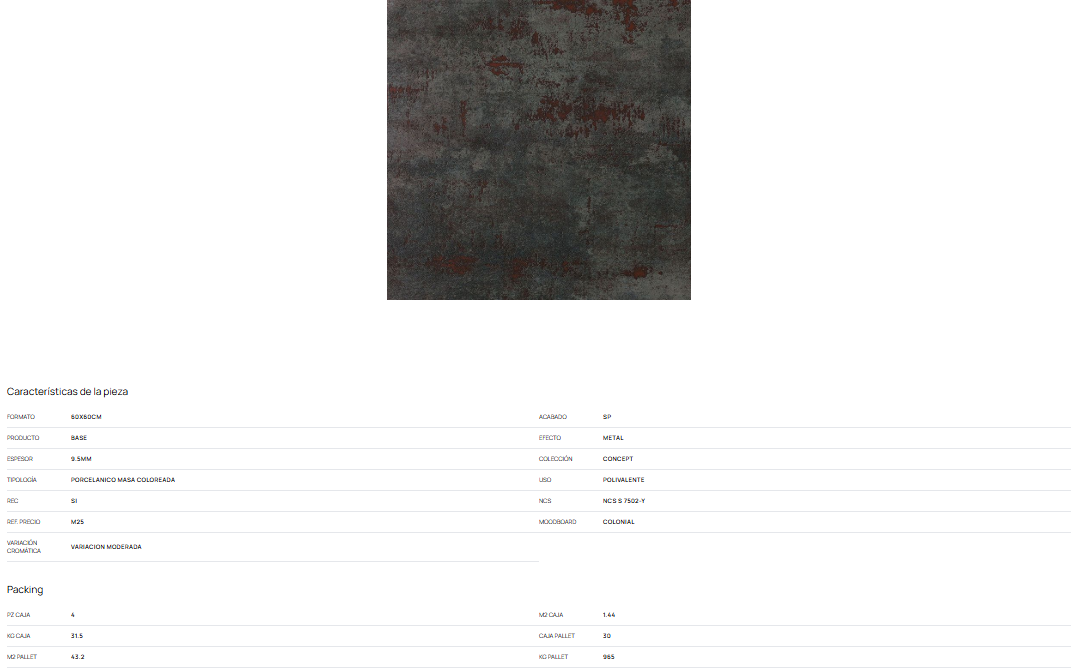 Características de la pieza
FORMATO 60X60CM ACABADO SP
PRODUCTO BASE EFECTO METAL
ESPESOR 9.5MM COLECCIÓN CONCEPT
TIPOLOGÍA PORCELANICO MASA COLOREADA USO POLIVALENTE
REC SI NCS NCS S 7502-Y
REF. PRECIO M25 MOODBOARD COLONIAL
VARIACIÓN
CROMÁTICA VARIACION MODERADA
Packing
PZ CAJA 4 M2 CAJA 1.44
KG CAJA 31.5 CAJA PALLET 30
M2 PALLET 43.2 KG PALLET 965